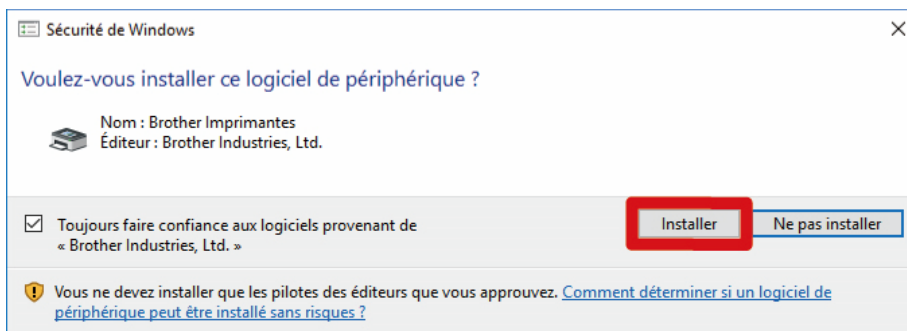 Sécurité de Windows
Voulez-vous installer ce logiciel de périphérique ?
Nom : Brother Imprimantes
Éditeur : Brother Industries, Ltd.
Toujours faire confiance aux logiciels provenant de
« Brother Industries, Ltd. »
Installer
Ne pas installer
Vous ne devez installer que les pilotes des éditeurs que vous approuvez. Comment déterminer si un logiciel de
périphérique peut être installé sans risques ?